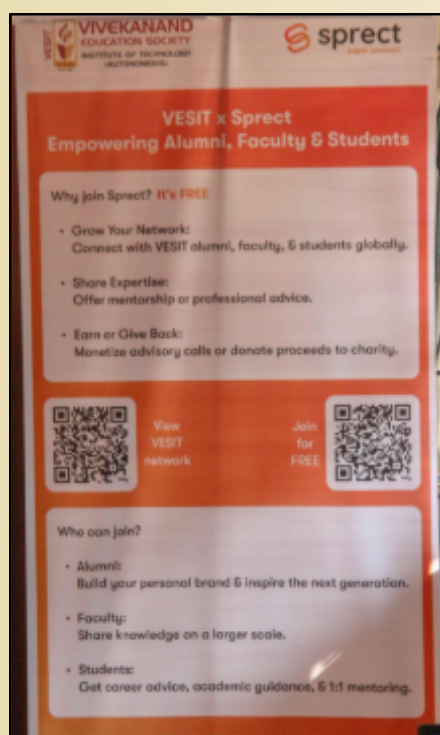 VESIT
VIVEKANAND
EDUCATION SOCIETY
INSTITUTE OF TECHNOLOGY
(AUTONOMOUS)
sprect
super connect
VESIT x Sprect
Empowering Alumni, Faculty & Students
Why join Sprect? It's FREE
• Grow Your Network:
Connect with VESIT alumni, faculty, & students globally.
• Share Expertise:
Offer mentorship or professional advice.
• Earn or Give Back:
Monetize advisory calls or donate proceeds to charity.
View
VESIT
network
Join
for
FREE
Who can join?
• Alumni:
Build your personal brand & inspire the next generation.
• Faculty:
Share knowledge on a larger scale.
• Students:
Get career advice, academic guidance, & 1:1 mentoring.